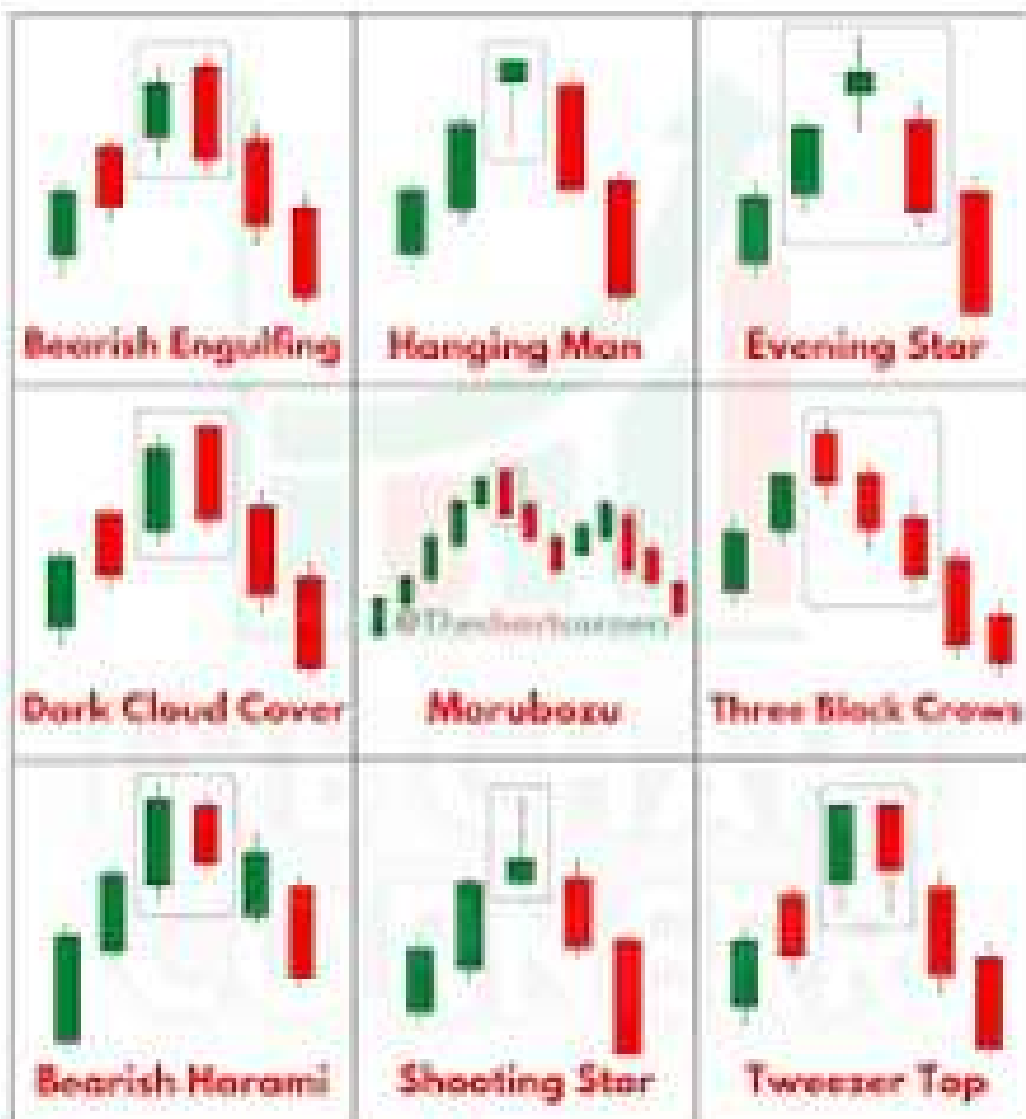 Bearish Engulfing
Hanging Man
Evening Star
Dark Cloud Cover
Marubozu
Three Black Crows
Bearish Harami
Shooting Star
Tweezer Top